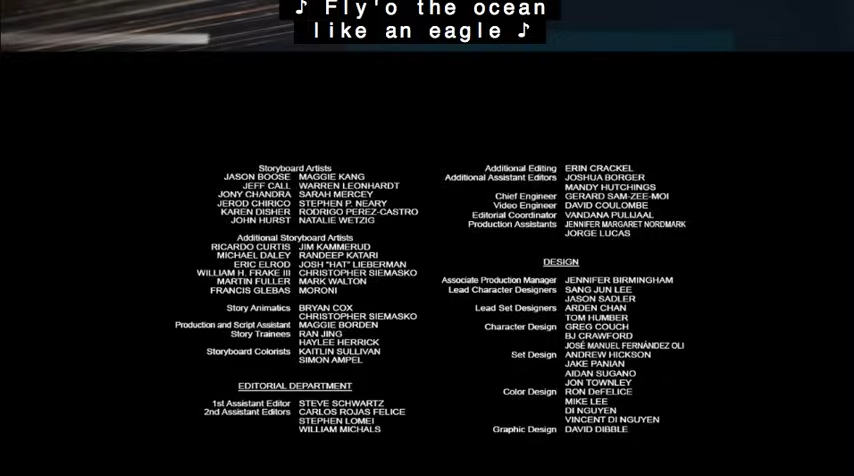 ♪ Fly'o the ocean
like an eagle ♪
Storyboard Artists
JASON BOOSE MAGGIE KANG
JEFF CALL WARREN LEONHARDT
JONY CHANDRA SARAH MERCEY
JEROD CHIRICO STEPHEN P. NEARY
KAREN DISHER RODRIGO PEREZ-CASTRO
JOHN HURST NATALIE WETZIG
Additional Storyboard Artists
RICARDO CURTIS JIM KAMMERUD
MICHAEL DALEY RANDEEP KATARI
ERIC ELROD JOSH "HAT" LIEBERMAN
WILLIAM H. FRAKE III CHRISTOPHER SIEMASKO
MARTIN FULLER MARK WALTON
FRANCIS GLEBAS MORONI
Story Animatics BRYAN COX
CHRISTOPHER SIEMASKO
Production and Script Assistant MAGGIE BORDEN
Story Trainees RAN JING
HAYLEE HERRICK
Storyboard Colorists KAITLIN SULLIVAN
SIMON AMPEL
EDITORIAL DEPARTMENT
1st Assistant Editor STEVE SCHWARTZ
2nd Assistant Editors CARLOS ROJAS FELICE
STEPHEN LOMEI
WILLIAM MICHALS
Additional Editing ERIN CRACKEL
Additional Assistant Editors JOSHUA BORGER
MANDY HUTCHINGS
Chief Engineer GERARD SAM-ZEE-MOI
Video Engineer DAVID COULOMBE
Editorial Coordinator VANDANA PULIJAAL
Production Assistants JENNIFER MARGARET NORDMARK
JORGE LUCAS
DESIGN
Associate Production Manager JENNIFER BIRMINGHAM
Lead Character Designers SANG JUN LEE
JASON SADLER
Lead Set Designers ARDEN CHAN
TOM HUMBER
Character Design GREG COUCH
BJ CRAWFORD
JOSÉ MANUEL FERNÁNDEZ OLI
Set Design ANDREW HICKSON
JAKE PANIAN
AIDAN SUGANO
JON TOWNLEY
Color Design RON DeFELICE
MIKE LEE
DI NGUYEN
VINCENT DI NGUYEN
Graphic Design DAVID DIBBLE